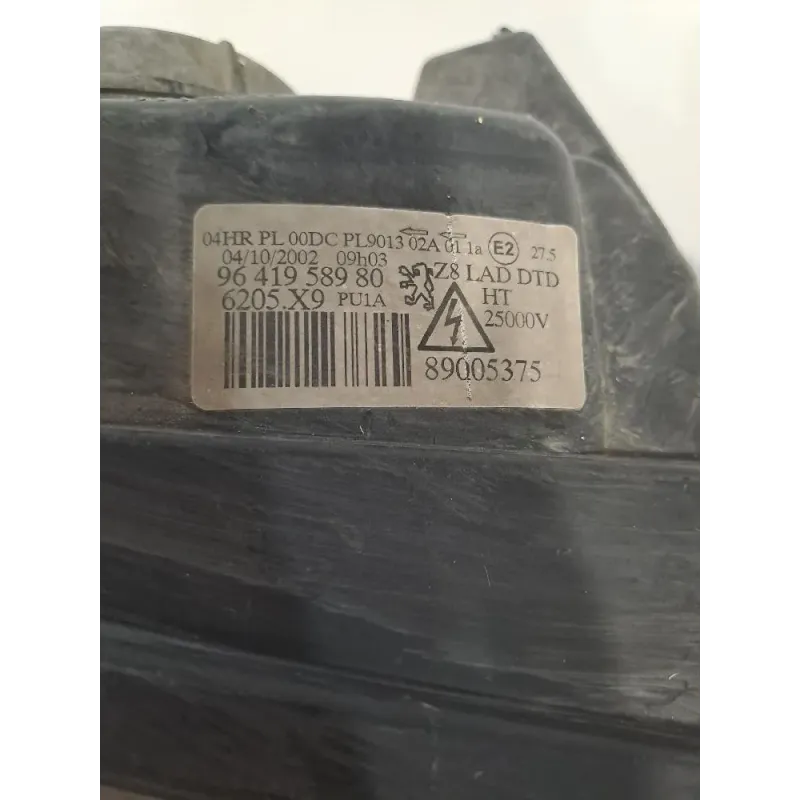 04HR PL 00DC PL9013 02A 01 1a E2 27.5
04/10/2002 09h03
96 419 589 80 Z8 LAD DTD
6205.X9 PU1A HT
25000V
89005375